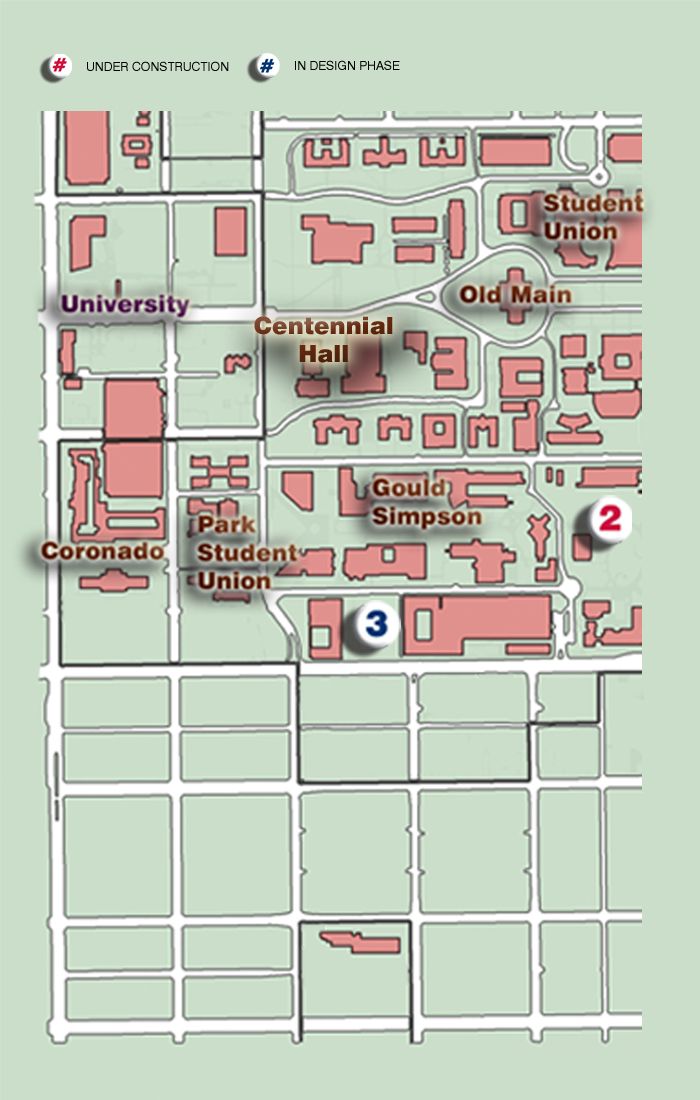 # UNDER CONSTRUCTION # IN DESIGN PHASE
Student
Union
Old Main
University
Centennial
Hall
Gould
Simpson
2
Park
Student
Union
Coronado
3